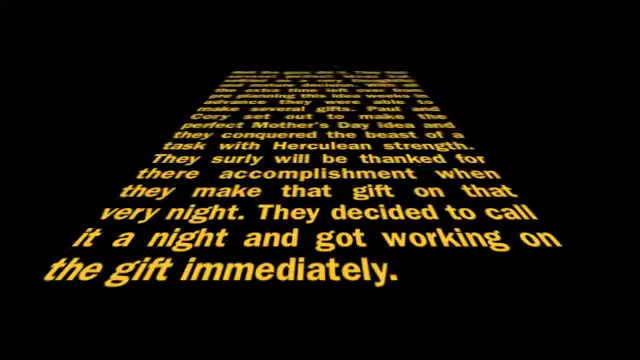 the extra time left over from
pre planning this idea weeks
advance they were able to
make several gifts. Paul and
Cory set out to make the
perfect Mother's Day idea and
they conquered the beast of a
task with Herculean strength.
They surly will be thanked for
there accomplishment when
they make that gift on that
very night. They decided to call
it a night and got working on
the gift immediately.